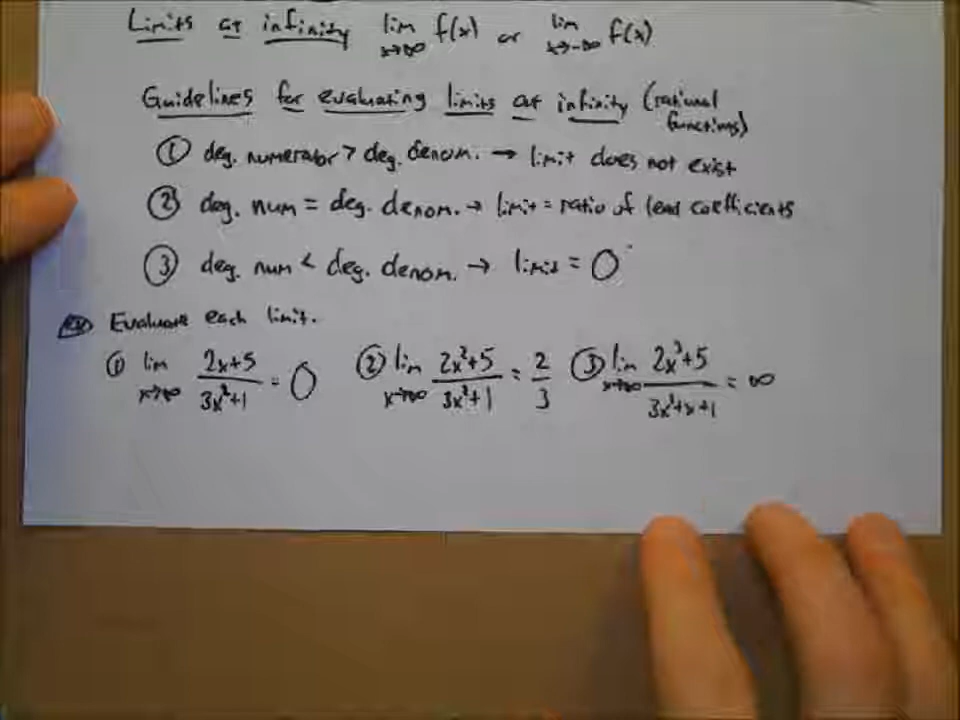 Limits at infinity lim x→∞ f(x) or lim x→-∞ f(x)
Guidelines for evaluating limits at infinity (rational functions)
① deg. numerator > deg. denom. → limit does not exist
② deg. num = deg. denom. → limit = ratio of lead coefficients
③ deg. num < deg. denom. → limit = 0
Ex Evaluate each limit.
① lim x→∞ (2x+5)/(3x²+1) = 0 ② lim x→∞ (2x²+5)/(3x²+1) = 2/3 ③ lim x→∞ (2x³+5)/(3x²+x+1) = ∞